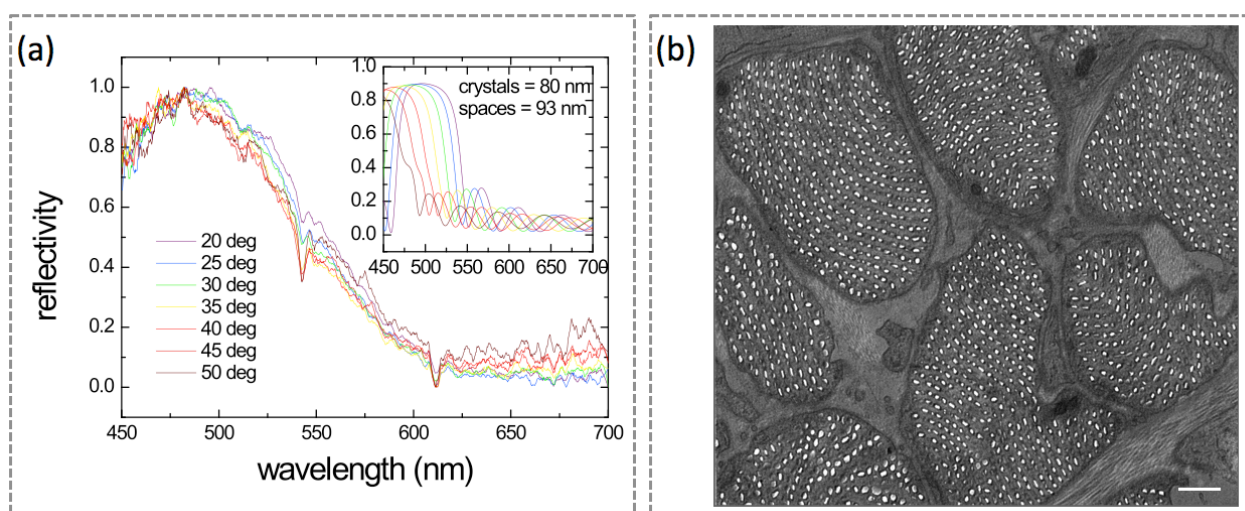 (a)
reflectivity
1.0
0.8
0.6
0.4
0.2
0.0
450
500
550
600
650
700
wavelength (nm)
20 deg
25 deg
30 deg
35 deg
40 deg
45 deg
50 deg
1.0
0.8
0.6
0.4
0.2
0.0
450
500
550
600
650
700
crystals = 80 nm
spaces = 93 nm
(b)